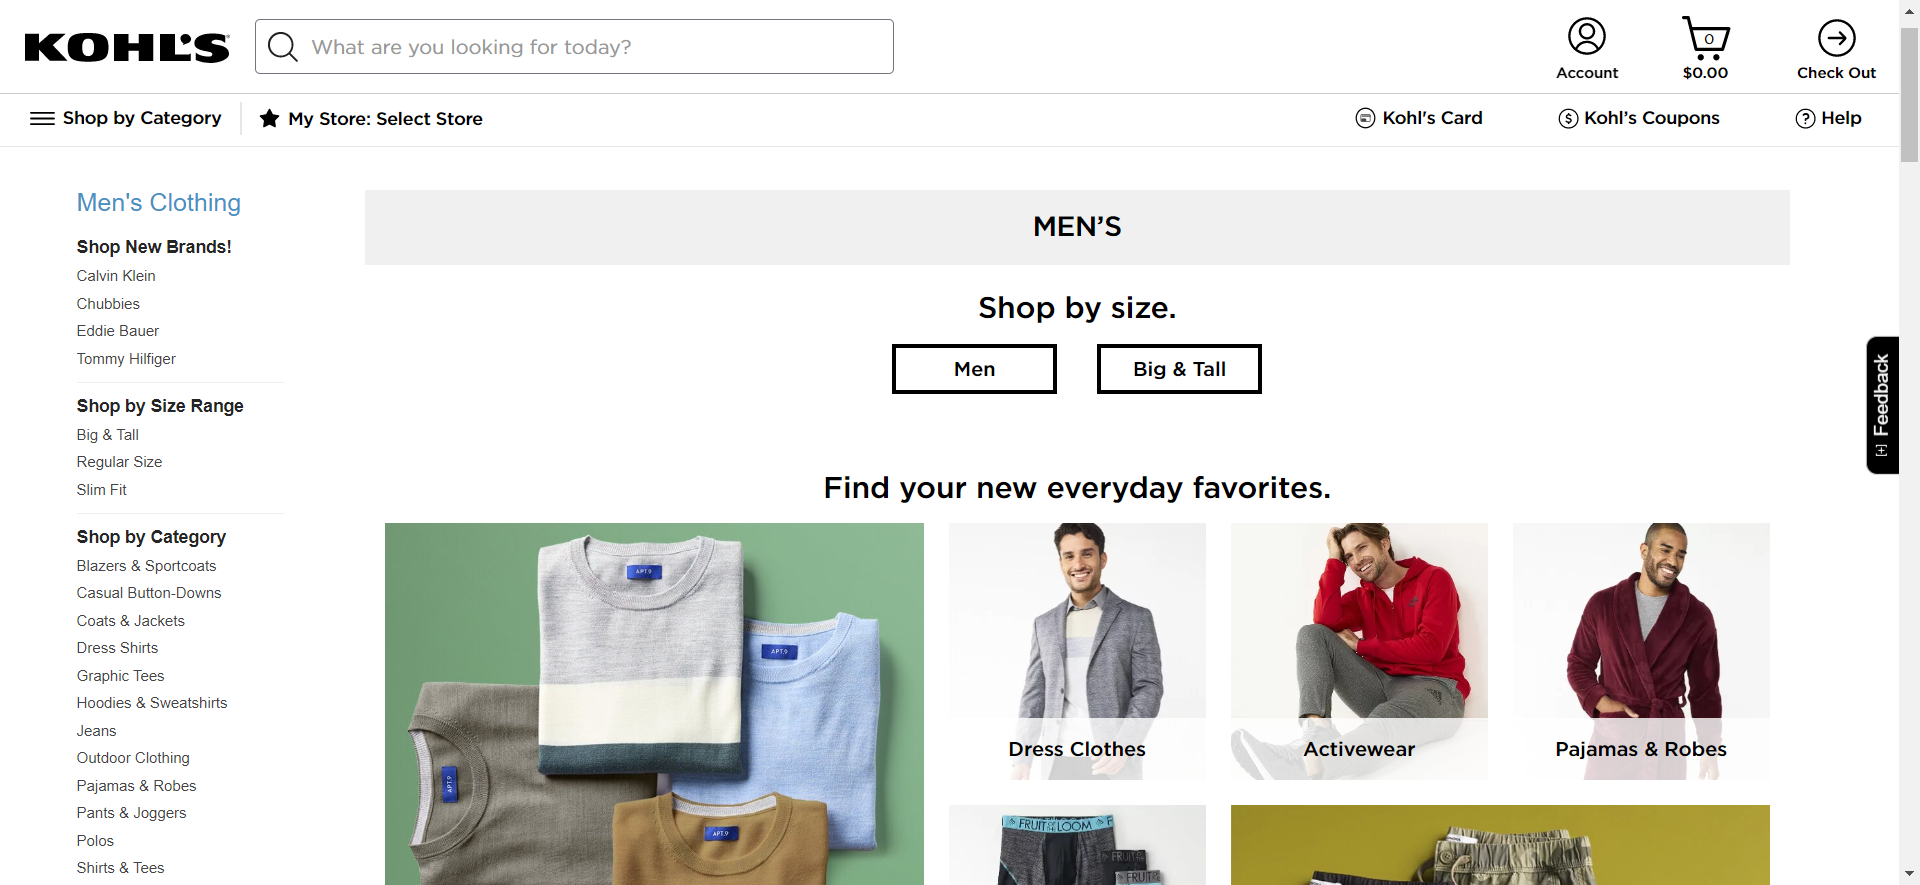 KOHL'S
What are you looking for today?
Account
0
$0.00
Check Out
Shop by Category
My Store: Select Store
Kohl's Card
$
Kohl's Coupons
?
Help
Men's Clothing
Shop New Brands!
Calvin Klein
Chubbies
Eddie Bauer
Tommy Hilfiger
Shop by Size Range
Big & Tall
Regular Size
Slim Fit
Shop by Category
Blazers & Sportcoats
Casual Button-Downs
Coats & Jackets
Dress Shirts
Graphic Tees
Hoodies & Sweatshirts
Jeans
Outdoor Clothing
Pajamas & Robes
Pants & Joggers
Polos
Shirts & Tees
MEN’S
Shop by size.
Men
Big & Tall
Find your new everyday favorites.
APT.9
APT.9
APT.9
APT.9
Dress Clothes
Activewear
Pajamas & Robes
FRUIT OF THE LOOM
FRUIT
FRUIT
[+] Feedback